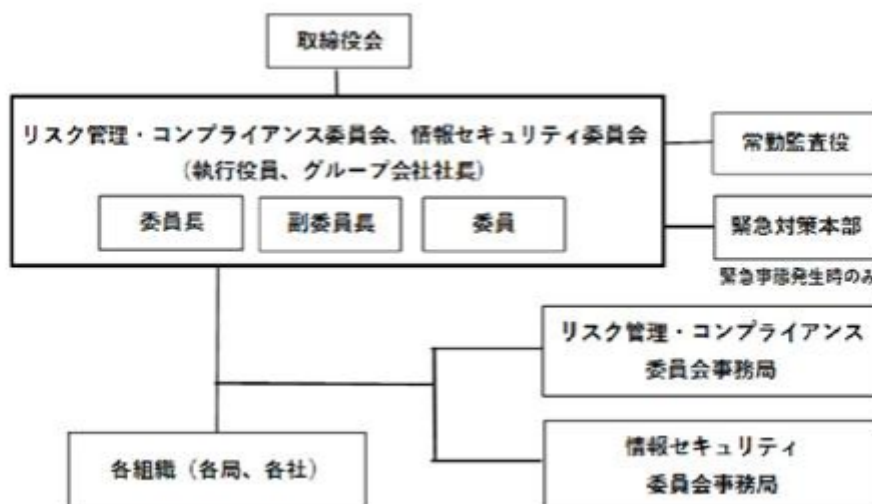 取締役会
リスク管理・コンプライアンス委員会、情報セキュリティ委員会
（執行役員、グループ会社社長）
委員長
副委員長
委員
常勤監査役
緊急対策本部
緊急事態発生時のみ
リスク管理・コンプライアンス
委員会事務局
各組織（各局、各社）
情報セキュリティ
委員会事務局